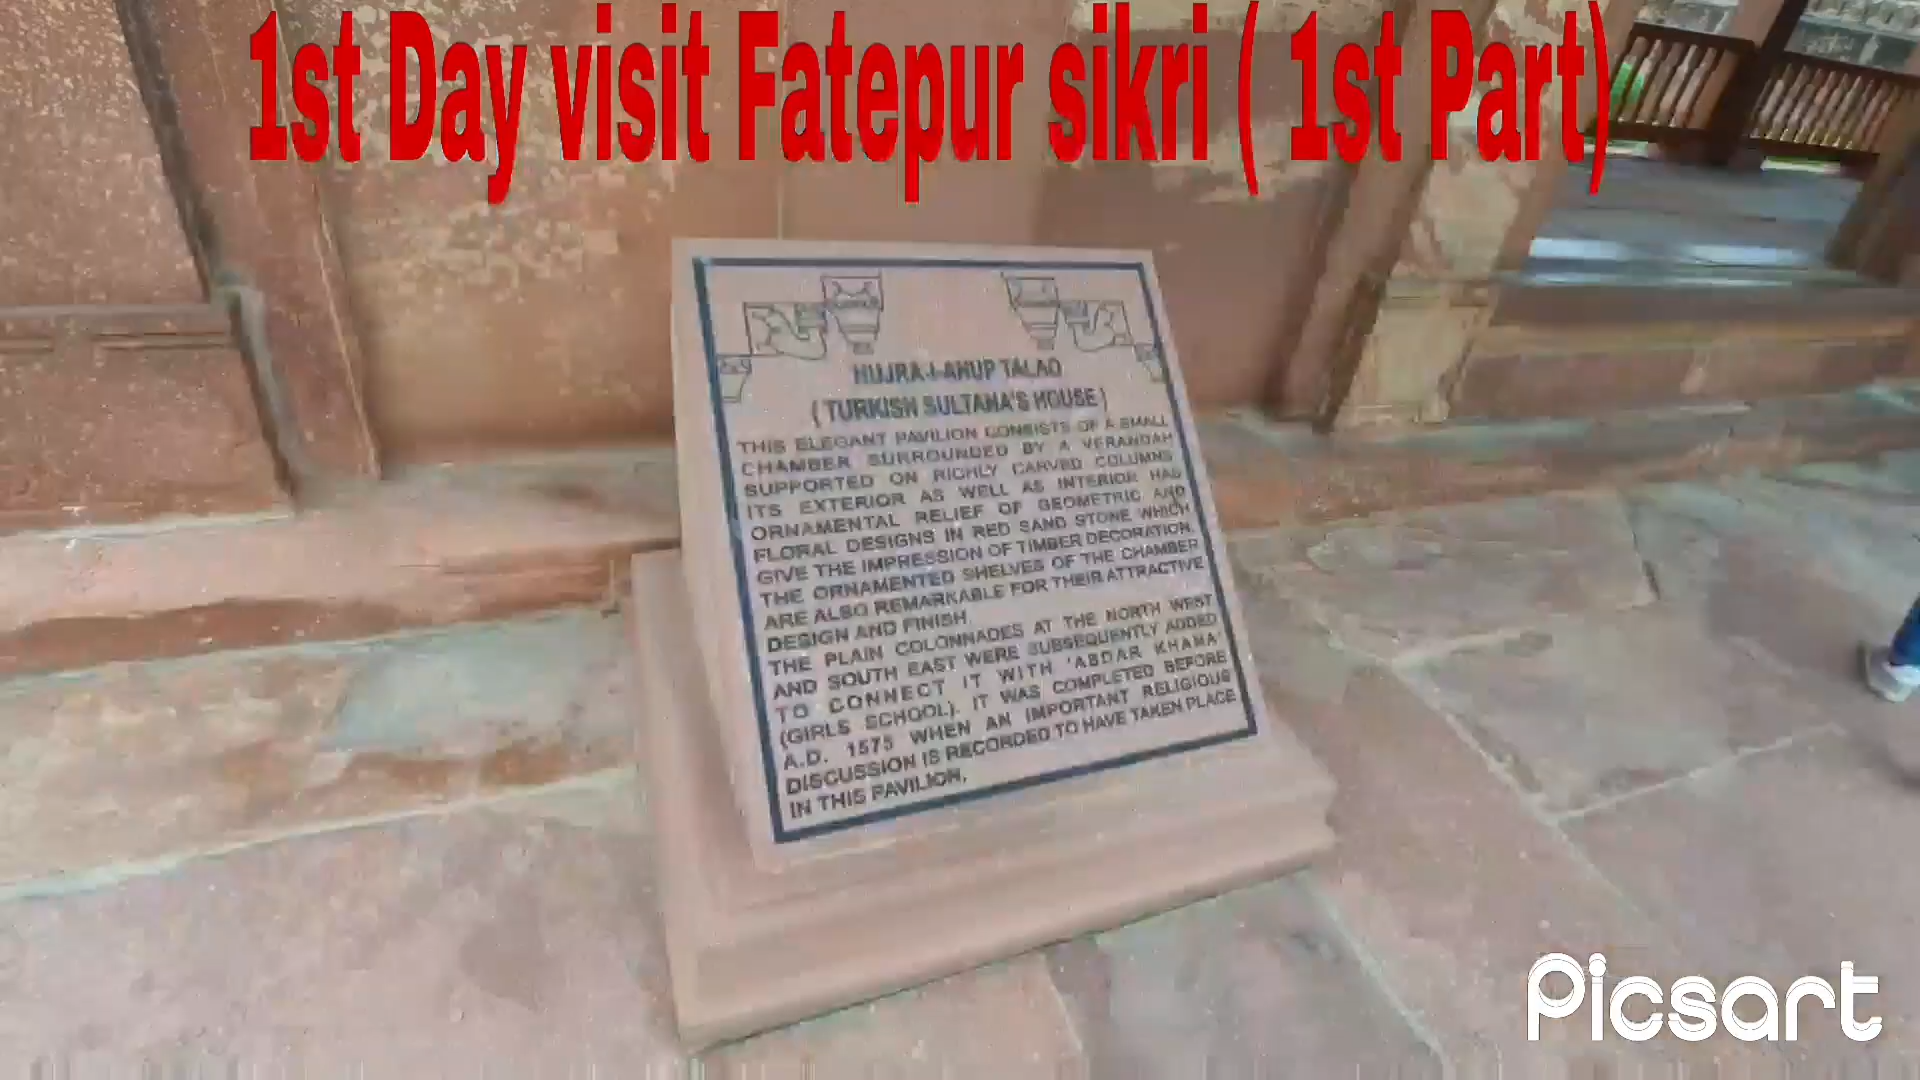 1st Day visit Fatepur sikri ( 1st Part)
HUJRA-I-ANUP TALAO
( TURKISH SULTANA'S HOUSE )
THIS ELEGANT PAVILION CONSISTS OF A SMALL
CHAMBER SURROUNDED BY A VERANDAH
SUPPORTED ON RICHLY CARVED COLUMNS
ITS EXTERIOR AS WELL AS INTERIOR HAD
ORNAMENTAL RELIEF OF GEOMETRIC AND
FLORAL DESIGNS IN RED SAND STONE WHICH
GIVE THE IMPRESSION OF TIMBER DECORATION.
THE ORNAMENTED SHELVES OF THE CHAMBER
ARE ALSO REMARKABLE FOR THEIR ATTRACTIVE
DESIGN AND FINISH.
THE PLAIN COLONNADES AT THE NORTH WEST
AND SOUTH EAST WERE SUBSEQUENTLY ADDED
TO CONNECT IT WITH 'ABDAR KHAMA'
(GIRLS SCHOOL). IT WAS COMPLETED BEFORE
A.D. 1575 WHEN AN IMPORTANT RELIGIOUS
DISCUSSION IS RECORDED TO HAVE TAKEN PLACE
IN THIS PAVILION.
Picsart